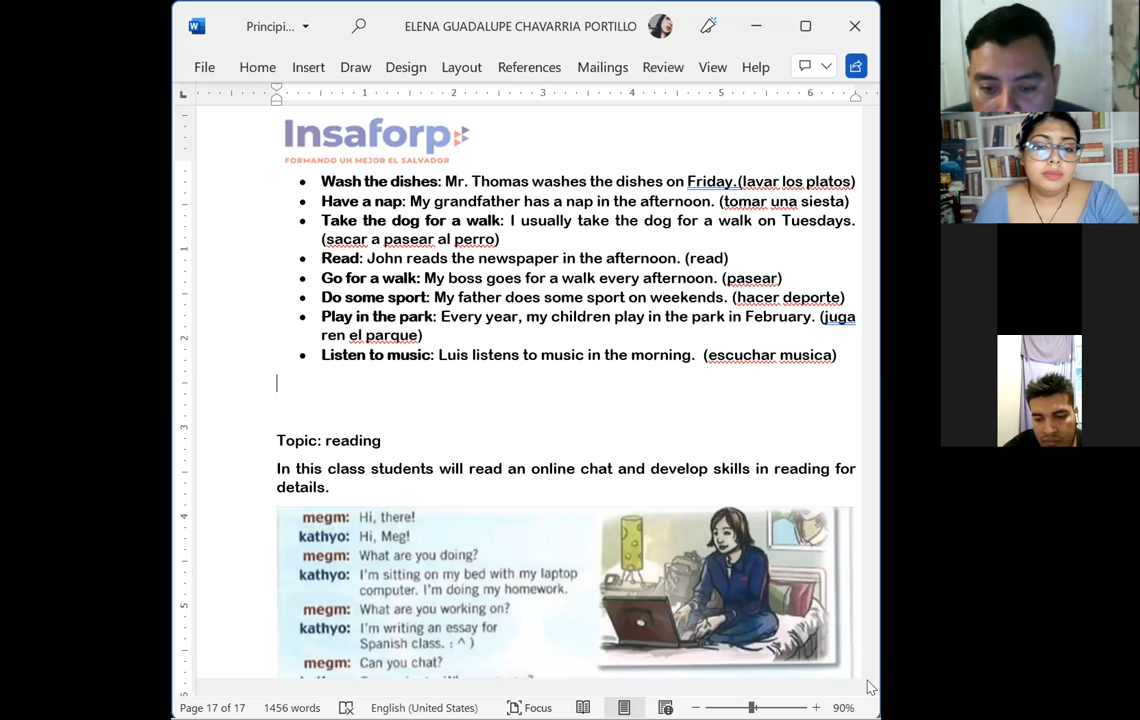 Principi...
ELENA GUADALUPE CHAVARRIA PORTILLO
File Home Insert Draw Design Layout References Mailings Review View Help
1 2 3 4 5 6
Insaforp
FORMANDO UN MEJOR EL SALVADOR
• Wash the dishes: Mr. Thomas washes the dishes on Friday.(lavar los platos)
• Have a nap: My grandfather has a nap in the afternoon. (tomar una siesta)
• Take the dog for a walk: I usually take the dog for a walk on Tuesdays.
(sacar a pasear al perro)
• Read: John reads the newspaper in the afternoon. (read)
• Go for a walk: My boss goes for a walk every afternoon. (pasear)
• Do some sport: My father does some sport on weekends. (hacer deporte)
• Play in the park: Every year, my children play in the park in February. (juga
ren el parque)
• Listen to music: Luis listens to music in the morning. (escuchar musica)
Topic: reading
In this class students will read an online chat and develop skills in reading for
details.
megm: Hi, there!
kathyo: Hi, Meg!
megm: What are you doing?
kathyo: I'm sitting on my bed with my laptop
computer. I'm doing my homework.
megm: What are you working on?
kathyo: I'm writing an essay for
Spanish class. : ^ )
megm: Can you chat?
Page 17 of 17 1456 words English (United States) Focus 90%